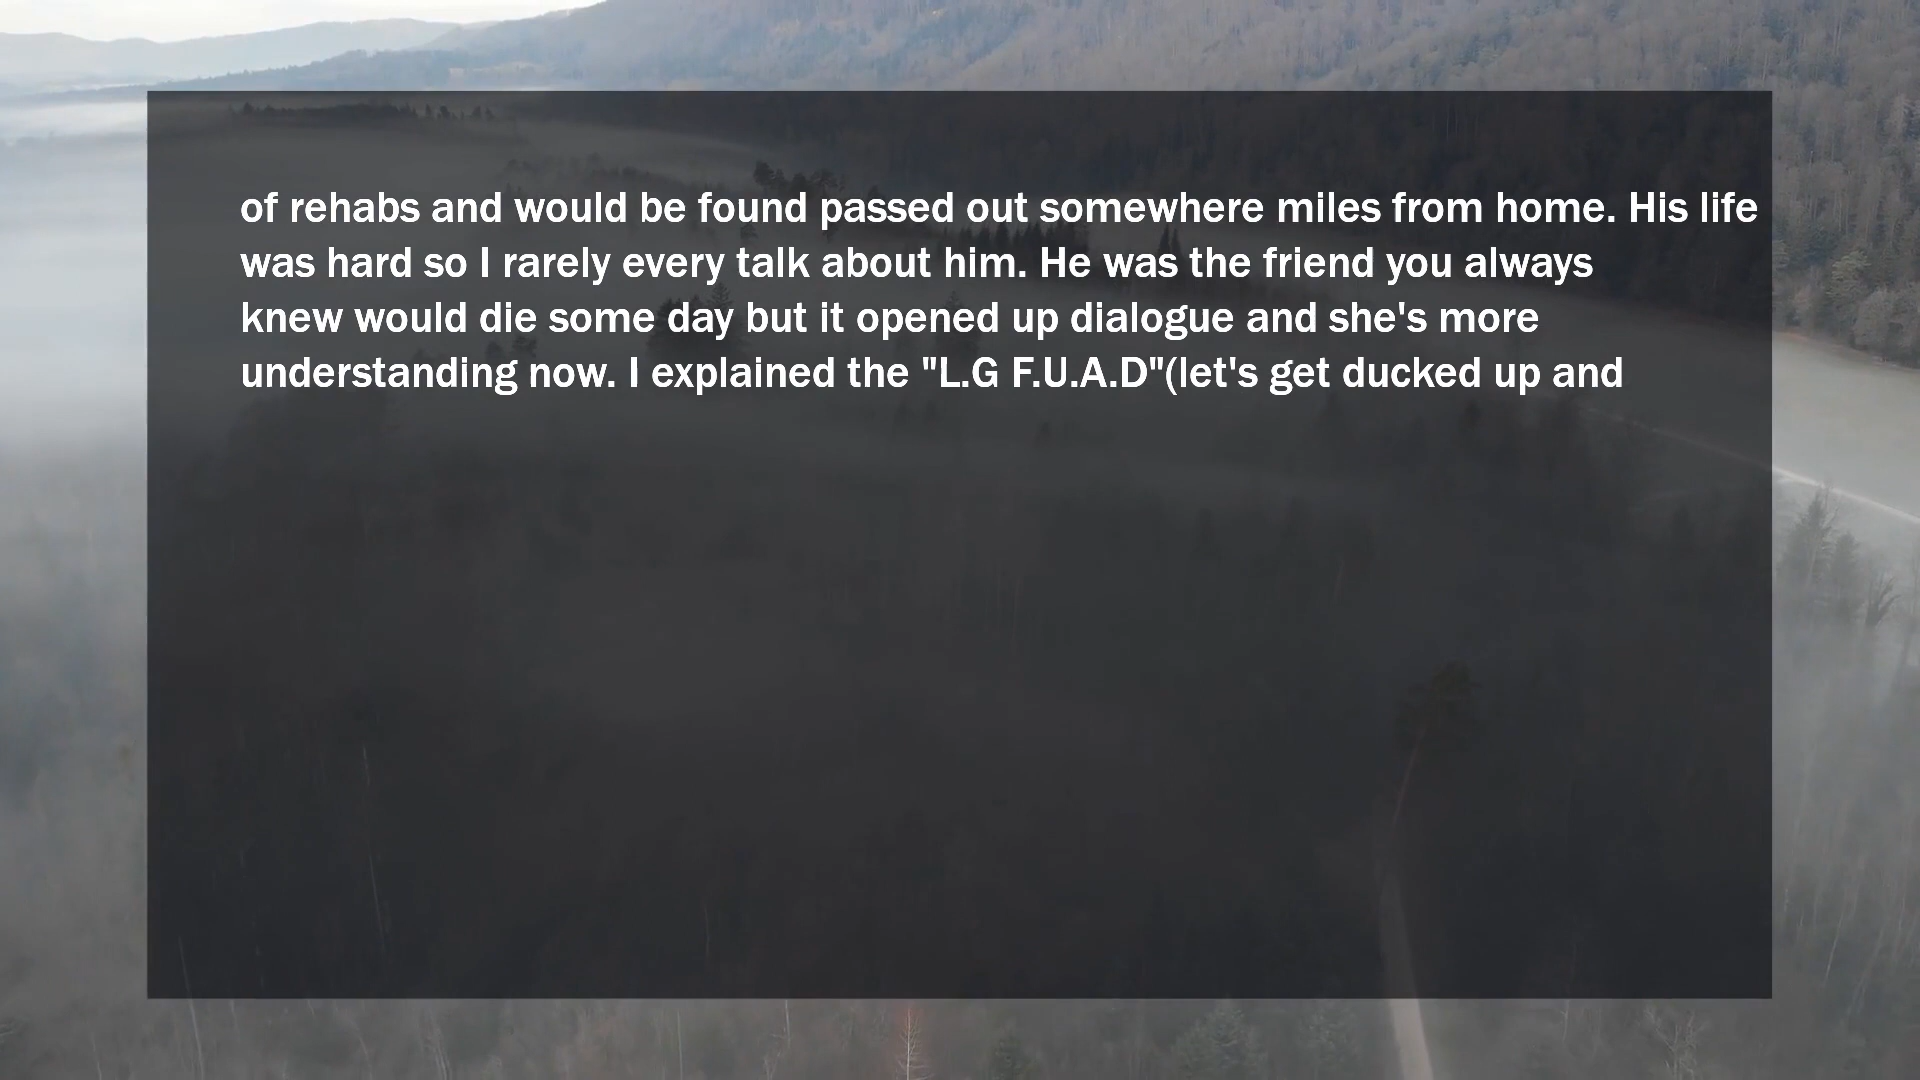 of rehabs and would be found passed out somewhere miles from home. His life
was hard so I rarely every talk about him. He was the friend you always
knew would die some day but it opened up dialogue and she's more
understanding now. I explained the "L.G F.U.A.D"(let's get ducked up and